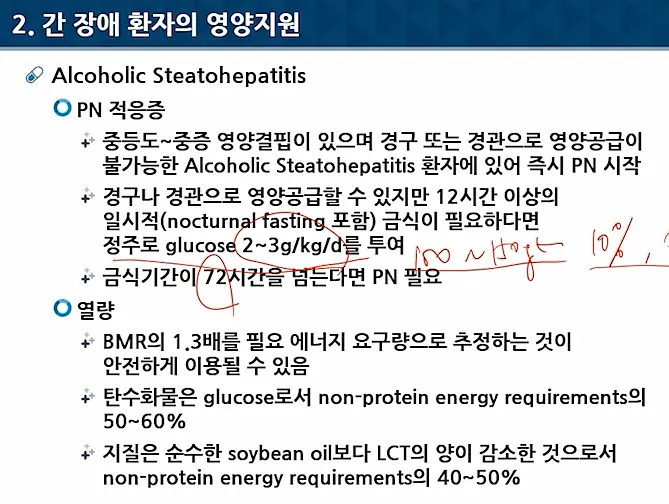 2. 간 장애 환자의 영양지원
Alcoholic Steatohepatitis
PN 적응증
중등도~중증 영양결핍이 있으며 경구 또는 경관으로 영양공급이
불가능한 Alcoholic Steatohepatitis 환자에 있어 즉시 PN 시작
경구나 경관으로 영양공급할 수 있지만 12시간 이상의
일시적(nocturnal fasting 포함) 금식이 필요하다면
정주로 glucose 2~3g/kg/d를 투여
10%,
금식기간이 72시간을 넘는다면 PN 필요
열량
BMR의 1.3배를 필요 에너지 요구량으로 추정하는 것이
안전하게 이용될 수 있음
탄수화물은 glucose로서 non-protein energy requirements의
50~60%
지질은 순수한 soybean oil보다 LCT의 양이 감소한 것으로서
non-protein energy requirements의 40~50%